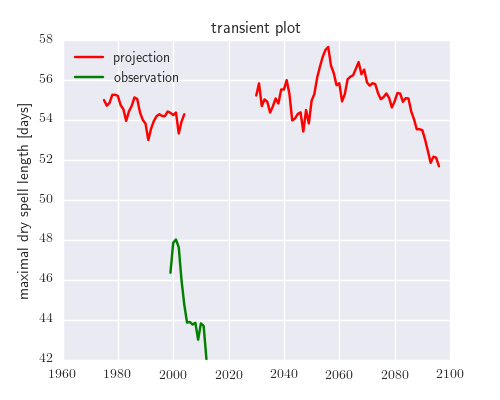 transient plot
projection
observation
maximal dry spell length [days]
58
56
54
52
50
48
46
44
42
1960 1980 2000 2020 2040 2060 2080 2100